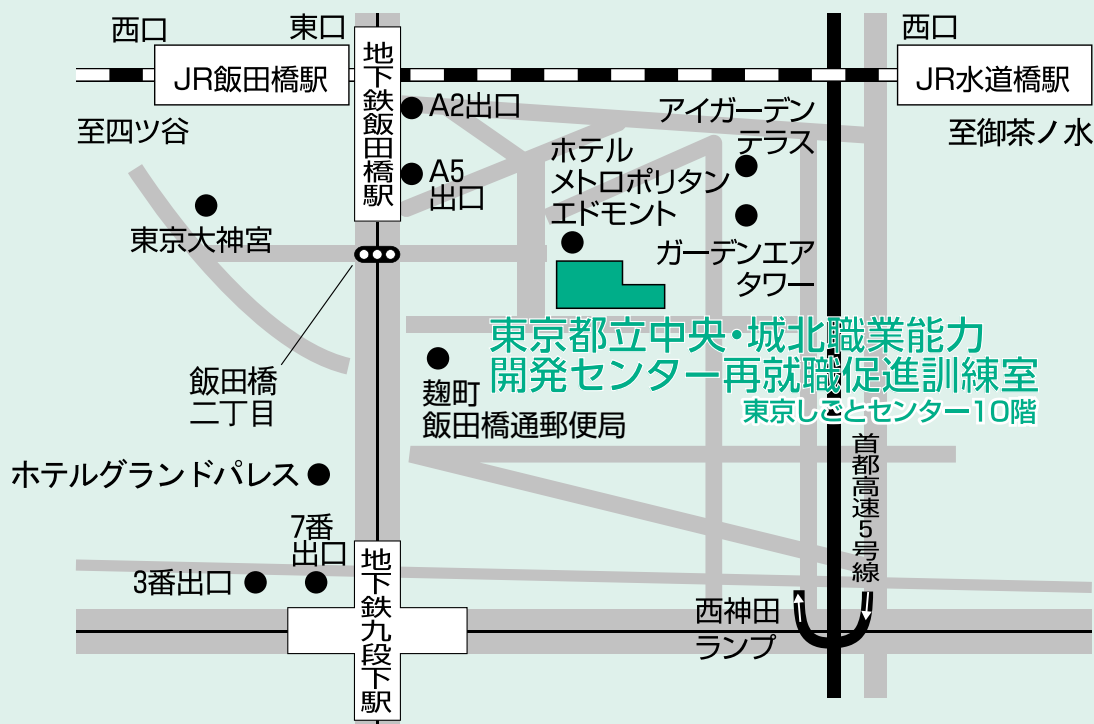 西口
東口
西口
JR飯田橋駅
地下鉄飯田橋駅
JR水道橋駅
至四ツ谷
至御茶ノ水
A2出口
アイガーデン
テラス
A5
出口
ホテル
メトロポリタン
エドモント
東京大神宮
ガーデンエア
タワー
東京都立中央・城北職業能力
開発センター再就職促進訓練室
東京しごとセンター10階
飯田橋
二丁目
麹町
飯田橋通郵便局
首都高速5号線
ホテルグランドパレス
7番
出口
3番出口
地下鉄九段下駅
西神田
ランプ